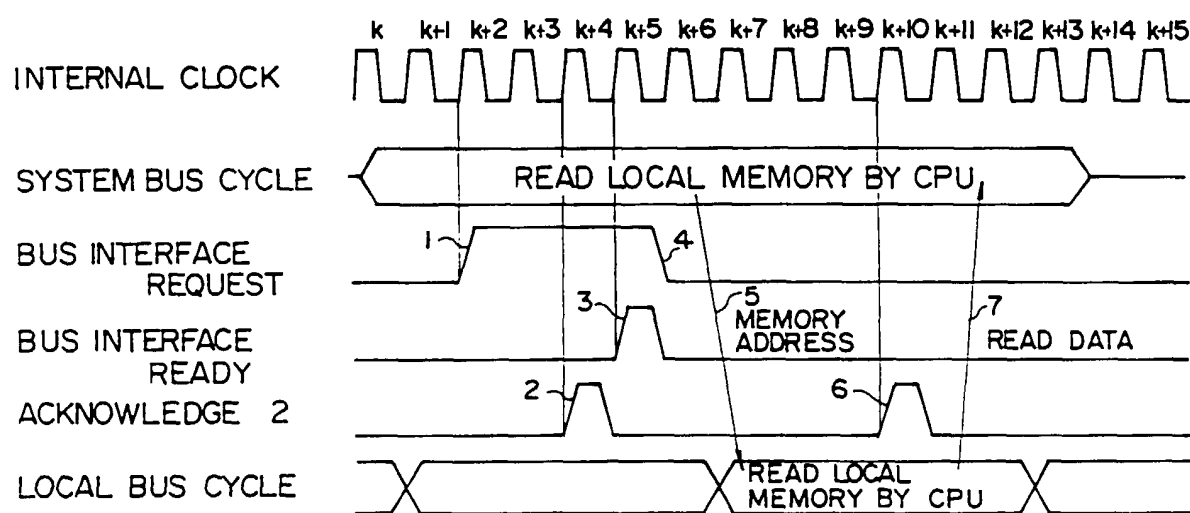 k k+1 k+2 k+3 k+4 k+5 k+6 k+7 k+8 k+9 k+10 k+11 k+12 k+13 k+14 k+15
INTERNAL CLOCK
SYSTEM BUS CYCLE
READ LOCAL MEMORY BY CPU
BUS INTERFACE
REQUEST
1
4
BUS INTERFACE
READY
3
5
MEMORY
ADDRESS
7
READ DATA
ACKNOWLEDGE 2
2
6
LOCAL BUS CYCLE
READ LOCAL
MEMORY BY CPU